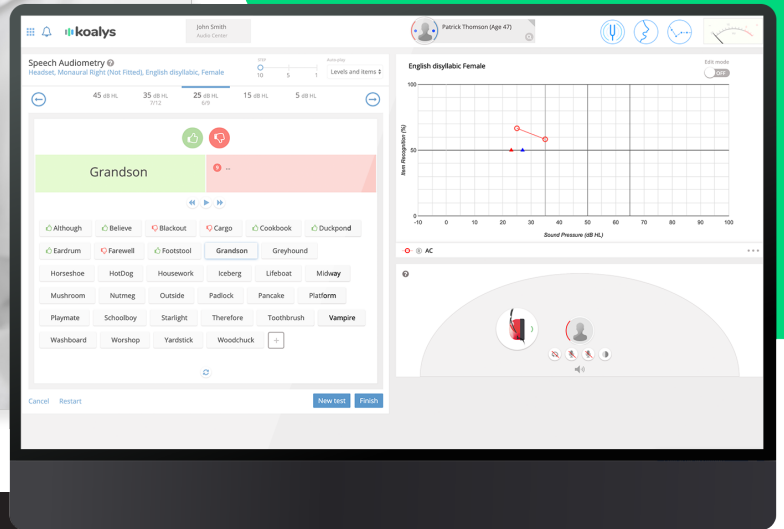 koalys
John Smith
Audio Center
Patrick Thomson (Age 47)
Speech Audiometry
Headset, Monaural Right (Not Fitted), English disyllabic, Female
10 5 1
Levels and items
45 dB HL
35 dB HL
7/12
25 dB HL
6/9
15 dB HL
5 dB HL
Grandson
..
Although Believe Blackout Cargo Cookbook Duckpond
Eardrum Farewell Footstool Grandson Greyhound
Horseshoe HotDog Housework Iceberg Lifeboat Midway
Mushroom Nutmeg Outside Padlock Pancake Platform
Playmate Schoolboy Starlight Therefore Toothbrush Vampire
Washboard Worshop Yardstick Woodchuck +
Cancel Restart
New test Finish
English disyllabic Female
Edit mode
OFF
100
50
0
Item Recognition (%)
-10 0 10 20 30 40 50 60 70 80 90 100
Sound Pressure (dB HL)
AC